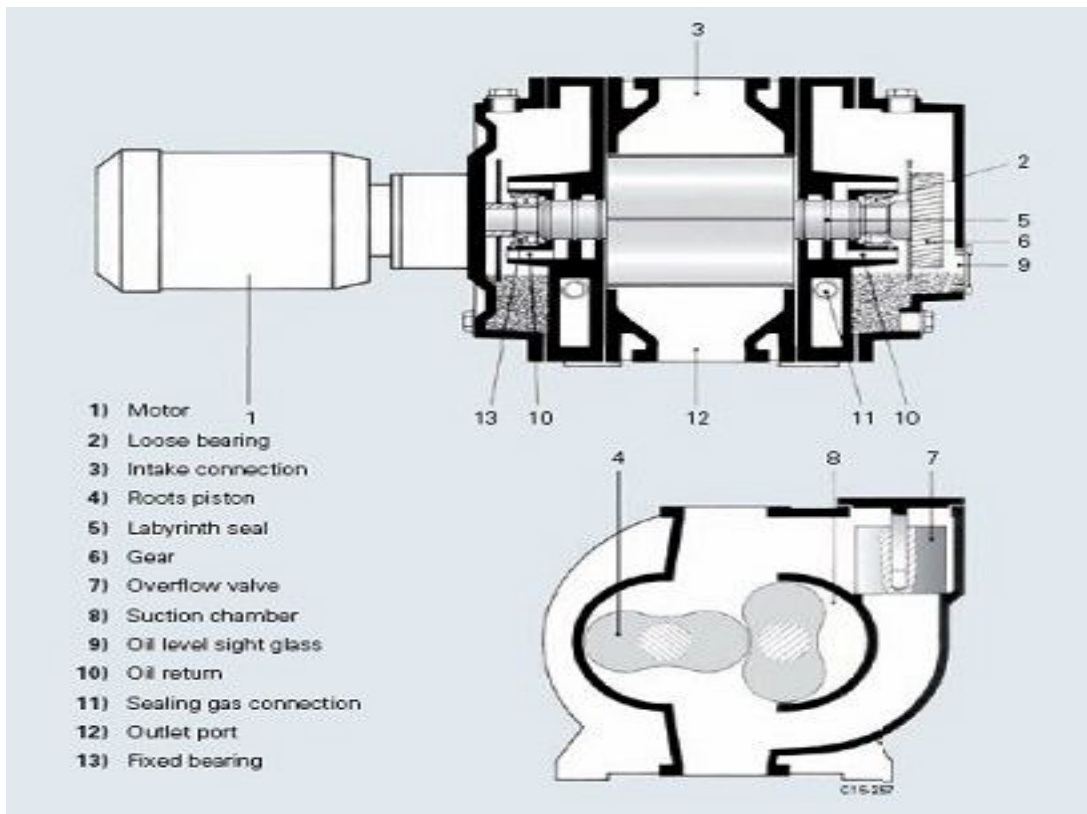 3
2
5
6
9
1
13
10
12
11
10
1) Motor
2) Loose bearing
3) Intake connection
4) Roots piston
5) Labyrinth seal
6) Gear
7) Overflow valve
8) Suction chamber
9) Oil level sight glass
10) Oil return
11) Sealing gas connection
12) Outlet port
13) Fixed bearing
4
8
7
C15-257